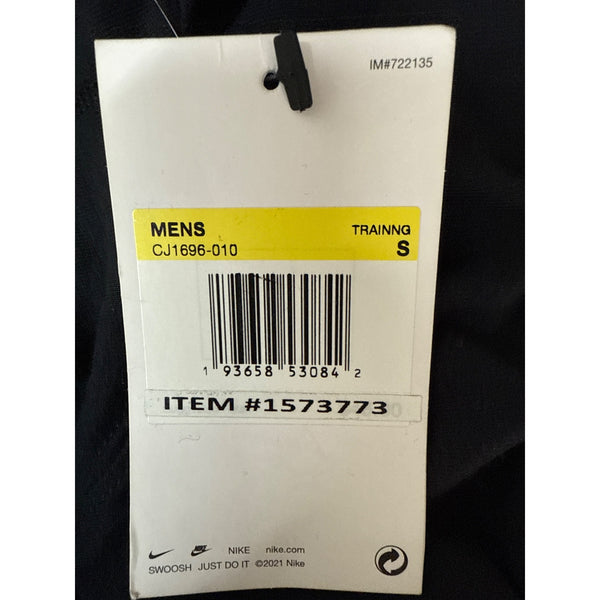 IM#722135
MENS TRAINNG
CJ1696-010 S
1 93658 53084 2
ITEM #1573773
NIKE nike.com
SWOOSH JUST DO IT ©2021 Nike